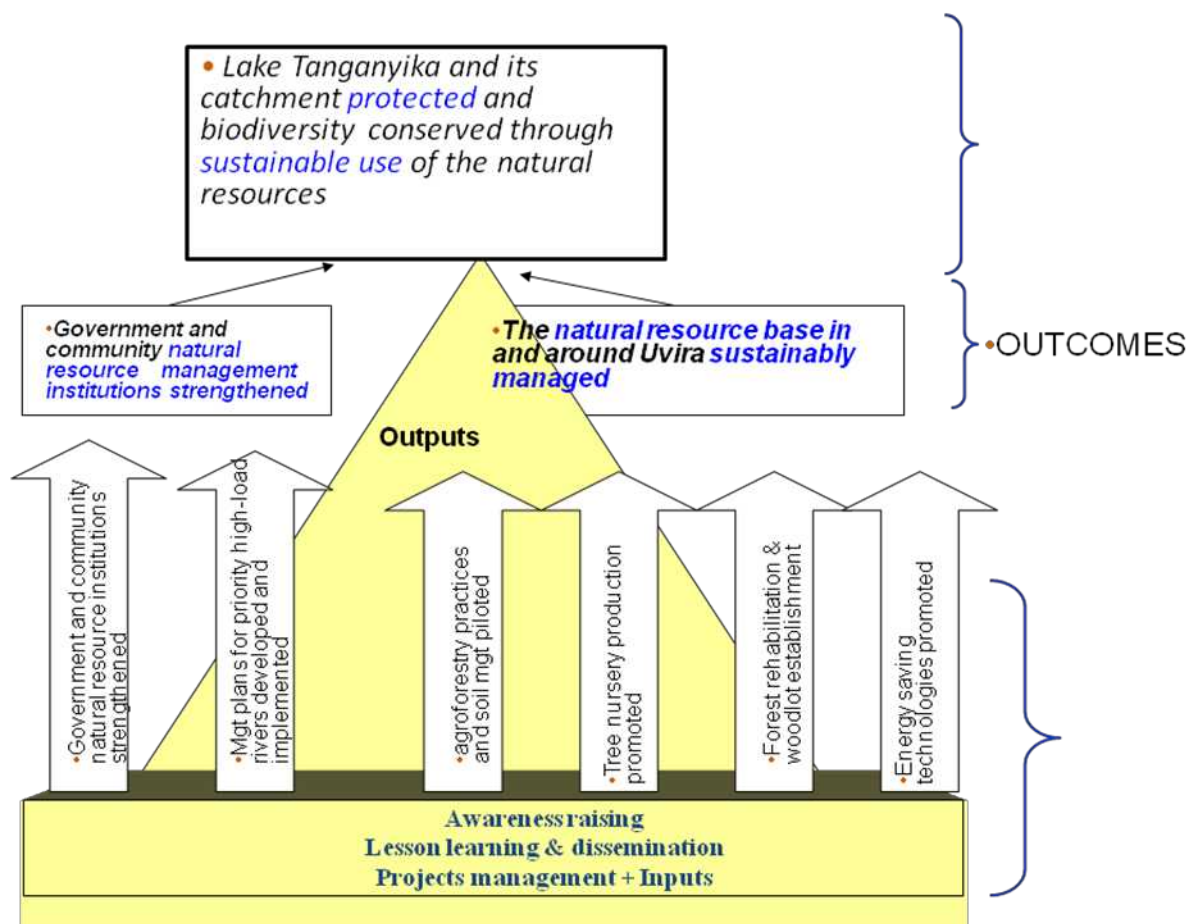 • Lake Tanganyika and its
catchment protected and
biodiversity conserved through
sustainable use of the natural
resources
•Government and
community natural
resource management
institutions strengthened
•The natural resource base in
and around Uvira sustainably
managed
•OUTCOMES
Outputs
•Government and community
natural resource institutions
strengthened
•Mgt plans for priority high-load
rivers developed and
implemented
•agroforestry practices
and soil mgt piloted
•Tree nursery production
promoted
•Forest rehabilitation &
woodlot establishment
•Energy saving
technologies promoted
Awareness raising
Lesson learning & dissemination
Projects management + Inputs